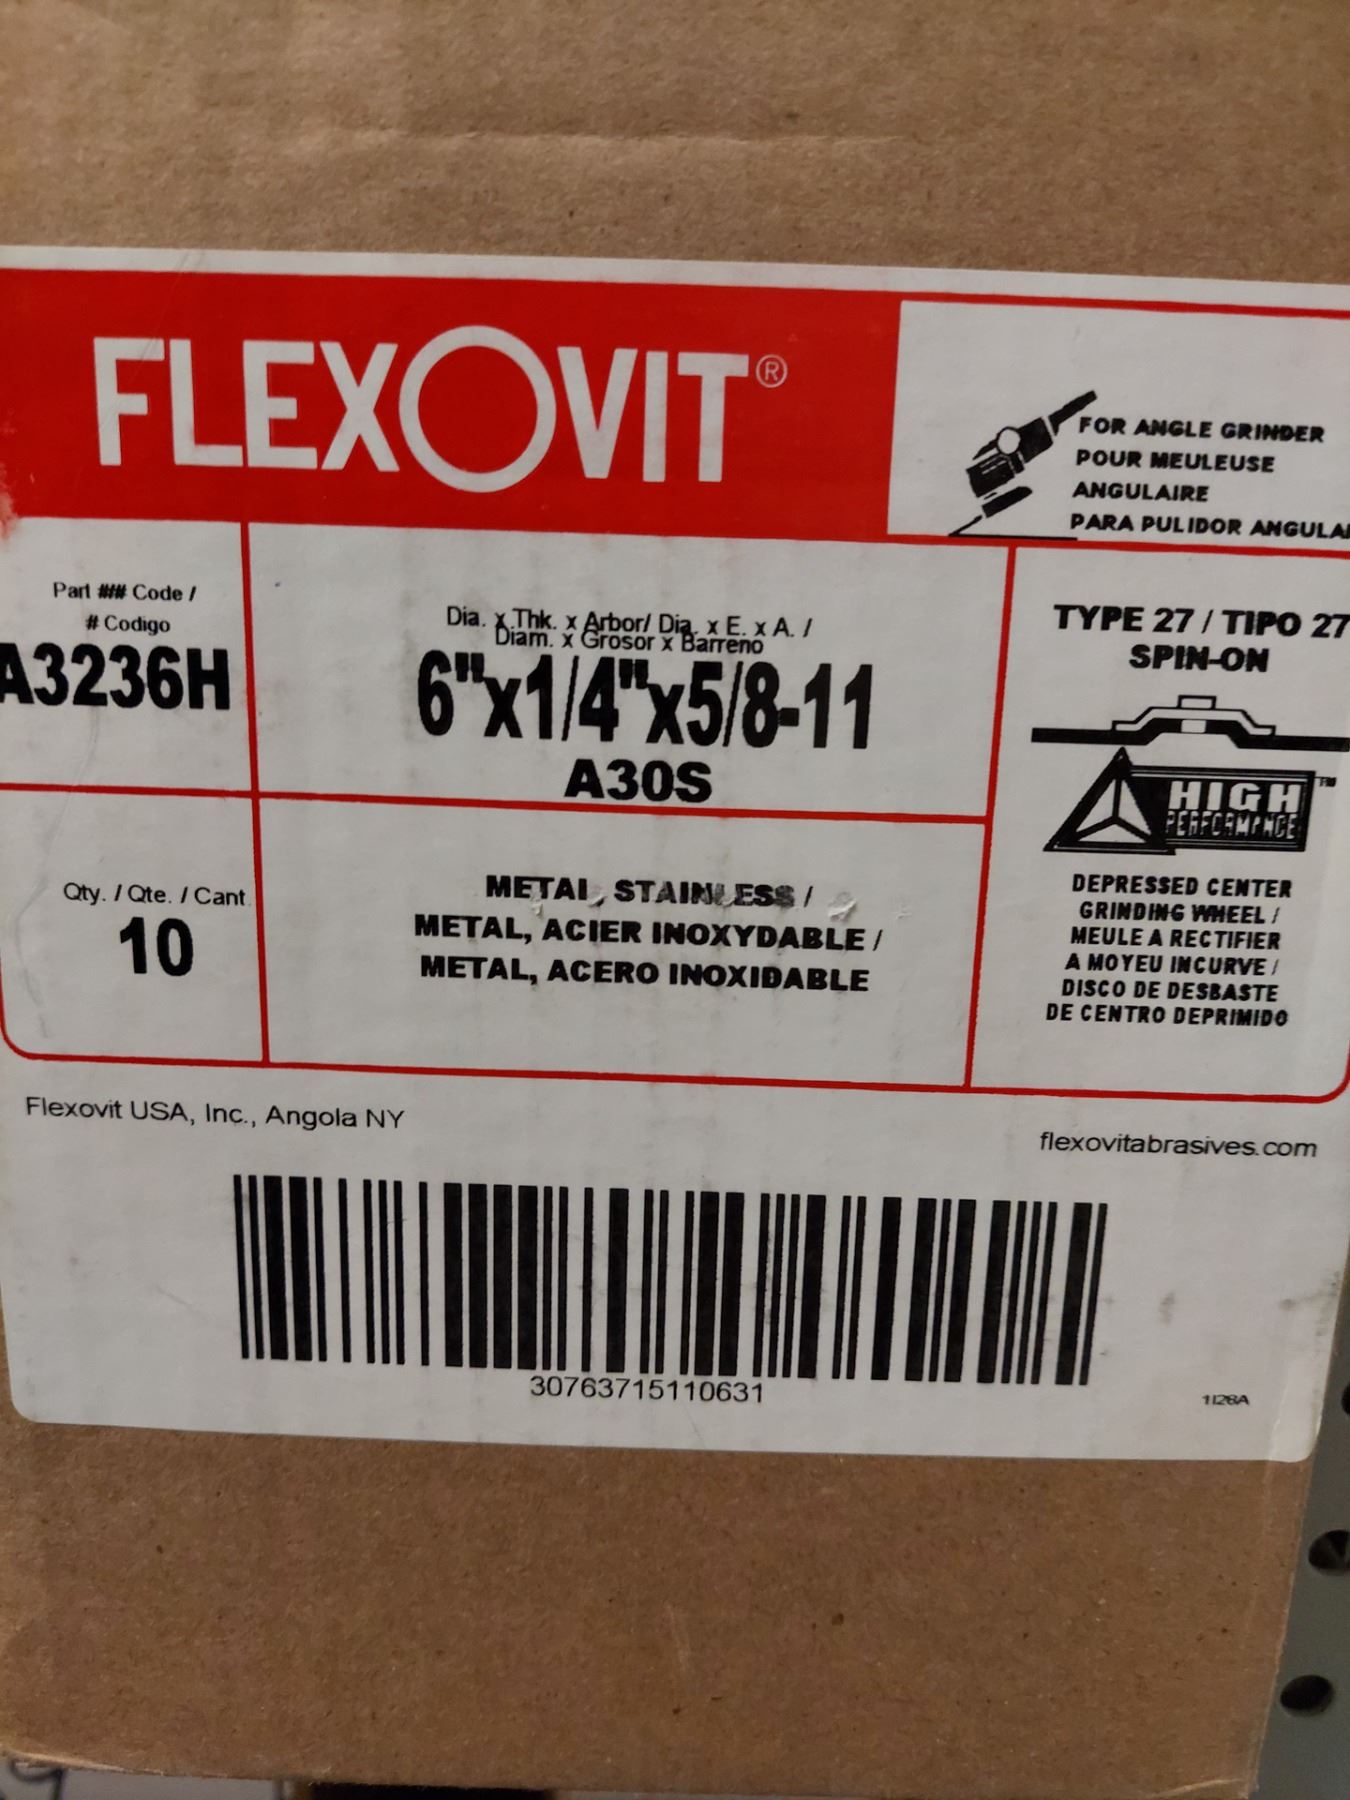 FLEXOVIT®
FOR ANGLE GRINDER
POUR MEULEUSE
ANGULAIRE
PARA PULIDOR ANGULA
Part ### Code /
# Codigo
A3236H
Dia. x Thk. x Arbor/ Dia. x E. x A. /
Diam. x Grosor x Barreno
6"x1/4"x5/8-11
A30S
TYPE 27 / TIPO 27
SPIN-ON
HIGH
PERFORMANCE
TM
Qty. / Qte. / Cant
10
METAL, STAINLESS /
METAL, ACIER INOXYDABLE /
METAL, ACERO INOXIDABLE
DEPRESSED CENTER
GRINDING WHEEL /
MEULE A RECTIFIER
A MOYEU INCURVE /
DISCO DE DESBASTE
DE CENTRO DEPRIMIDO
Flexovit USA, Inc., Angola NY
flexovitabrasives.com
30763715110631